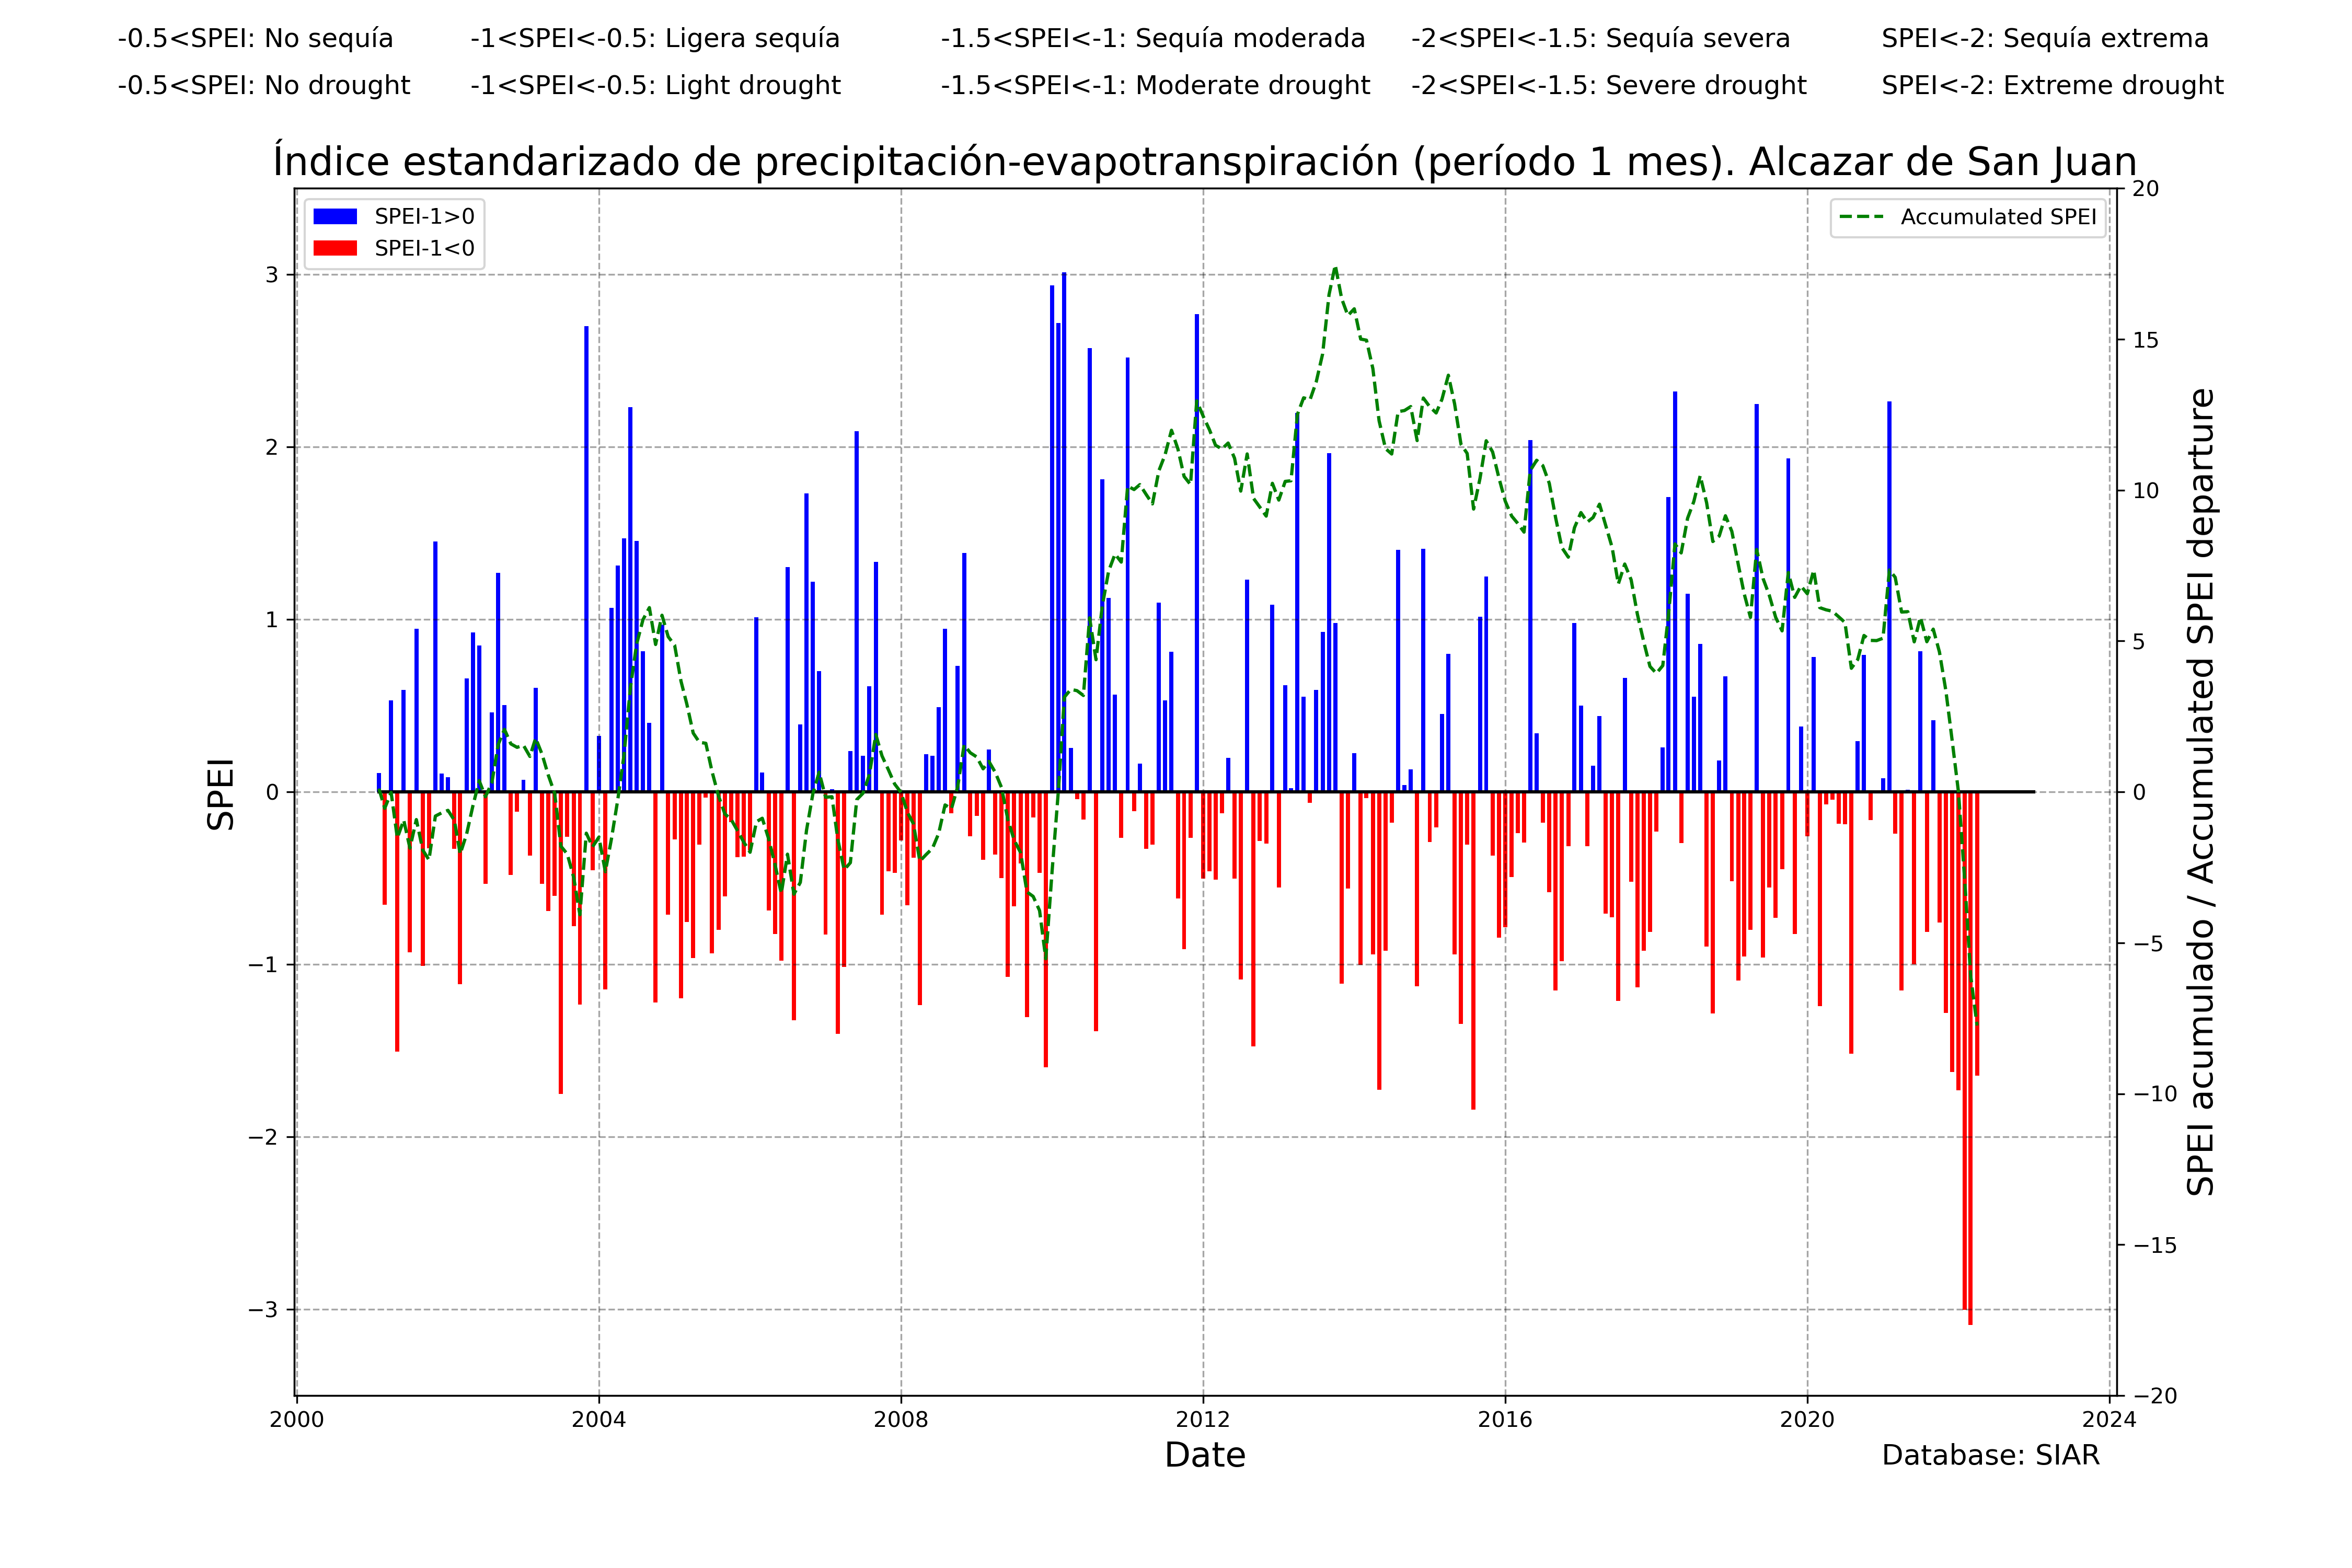 -0.5<SPEI: No sequía -1<SPEI<-0.5: Ligera sequía -1.5<SPEI<-1: Sequía moderada -2<SPEI<-1.5: Sequía severa SPEI<-2: Sequía extrema
-0.5<SPEI: No drought -1<SPEI<-0.5: Light drought -1.5<SPEI<-1: Moderate drought -2<SPEI<-1.5: Severe drought SPEI<-2: Extreme drought
Índice estandarizado de precipitación-evapotranspiración (período 1 mes). Alcazar de San Juan
SPEI-1>0
SPEI-1<0
Accumulated SPEI
SPEI
3
2
1
0
−1
−2
−3
20
15
10
5
0
−5
−10
−15
−20
SPEI acumulado / Accumulated SPEI departure
2000 2004 2008 2012 2016 2020 2024
Date
Database: SIAR